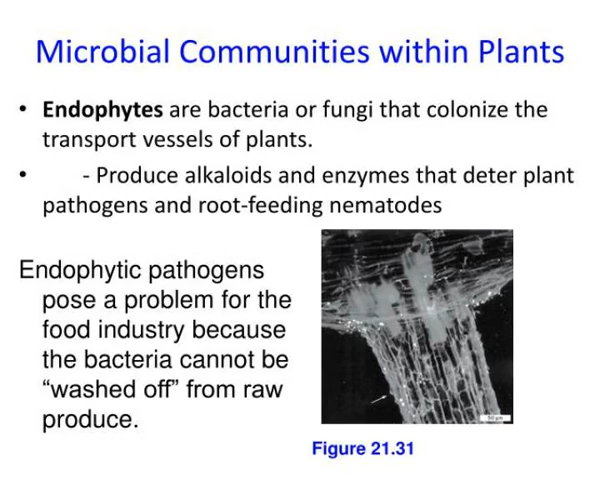 Microbial Communities within Plants
• Endophytes are bacteria or fungi that colonize the
transport vessels of plants.
• - Produce alkaloids and enzymes that deter plant
pathogens and root-feeding nematodes
Endophytic pathogens
pose a problem for the
food industry because
the bacteria cannot be
“washed off” from raw
produce.
50 µm
Figure 21.31